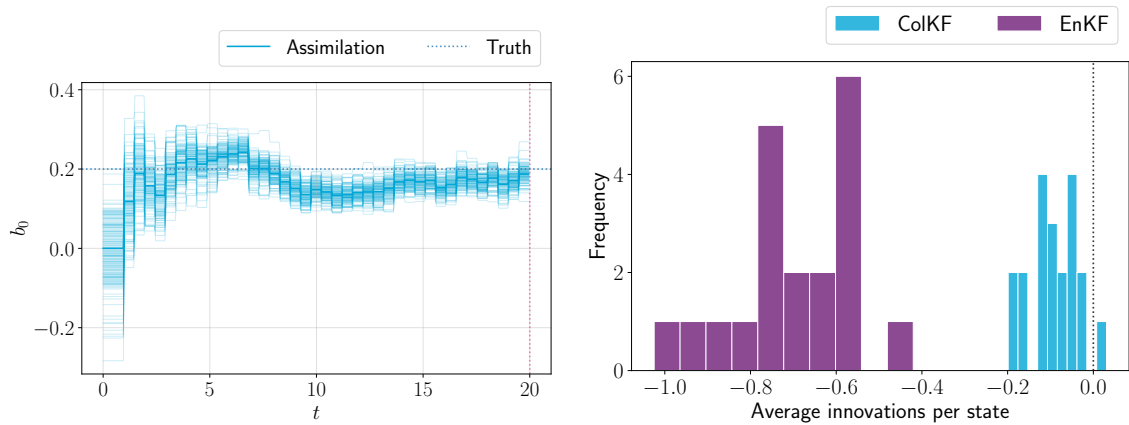 Assimilation Truth
0.4
0.2
0.0
−0.2
b₀
0 5 10 15 20
t
ColKF EnKF
6
4
2
0
Frequency
−1.0 −0.8 −0.6 −0.4 −0.2 0.0
Average innovations per state